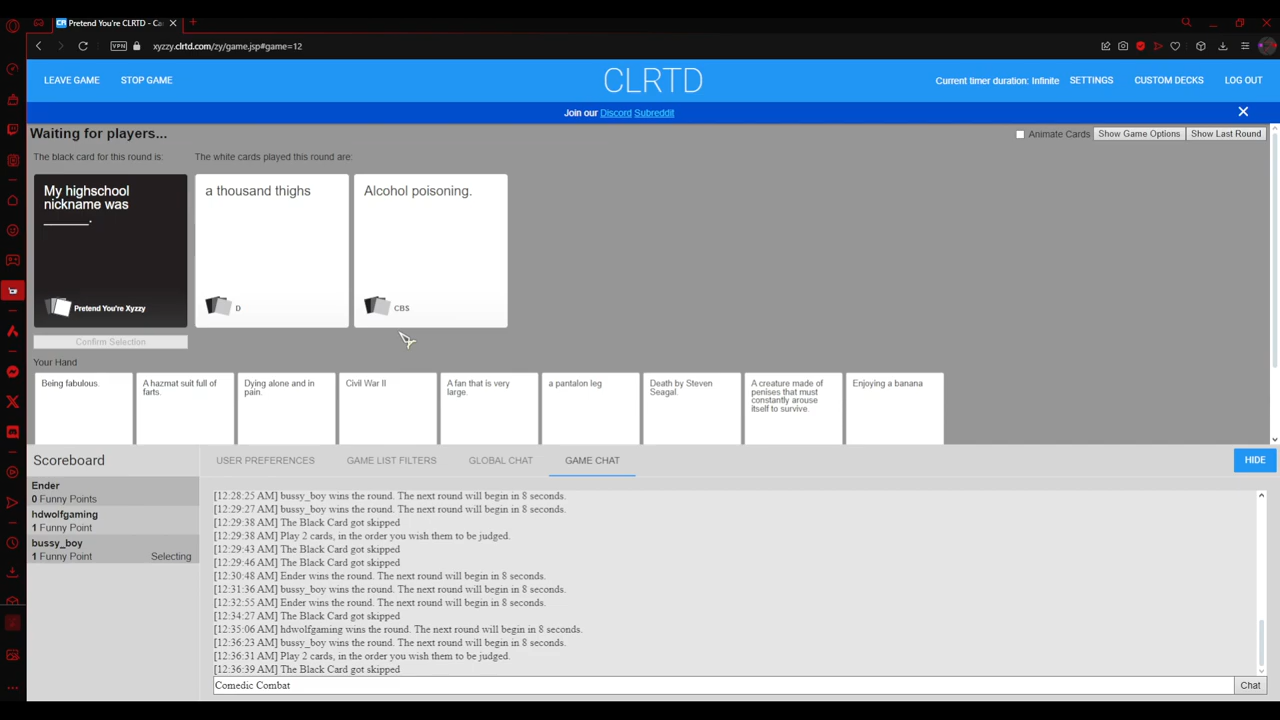 Pretend You're CLRTD - Ca
VPN
xyzzy.clrtd.com/zy/game.jsp#game=12
LEAVE GAME
STOP GAME
CLRTD
Current timer duration: Infinite
SETTINGS
CUSTOM DECKS
LOG OUT
Join our Discord Subreddit
Waiting for players...
Animate Cards
Show Game Options
Show Last Round
The black card for this round is:
The white cards played this round are:
My highschool
nickname was
______.
Pretend You're Xyzzy
a thousand thighs
D
Alcohol poisoning.
CBS
Confirm Selection
Your Hand
Being fabulous.
A hazmat suit full of
farts.
Dying alone and in
pain.
Civil War II
A fan that is very
large.
a pantalon leg
Death by Steven
Seagal.
A creature made of
penises that must
constantly arouse
itself to survive.
Enjoying a banana
Scoreboard
Ender
0 Funny Points
hdwolfgaming
1 Funny Point
bussy_boy
1 Funny Point
Selecting
USER PREFERENCES
GAME LIST FILTERS
GLOBAL CHAT
GAME CHAT
HIDE
[12:28:25 AM] bussy_boy wins the round. The next round will begin in 8 seconds.
[12:29:27 AM] bussy_boy wins the round. The next round will begin in 8 seconds.
[12:29:38 AM] The Black Card got skipped
[12:29:38 AM] Play 2 cards, in the order you wish them to be judged.
[12:29:43 AM] The Black Card got skipped
[12:29:46 AM] The Black Card got skipped
[12:30:48 AM] Ender wins the round. The next round will begin in 8 seconds.
[12:31:36 AM] bussy_boy wins the round. The next round will begin in 8 seconds.
[12:32:55 AM] Ender wins the round. The next round will begin in 8 seconds.
[12:34:27 AM] The Black Card got skipped
[12:35:06 AM] hdwolfgaming wins the round. The next round will begin in 8 seconds.
[12:36:23 AM] bussy_boy wins the round. The next round will begin in 8 seconds.
[12:36:31 AM] Play 2 cards, in the order you wish them to be judged.
[12:36:39 AM] The Black Card got skipped
Comedic Combat
Chat